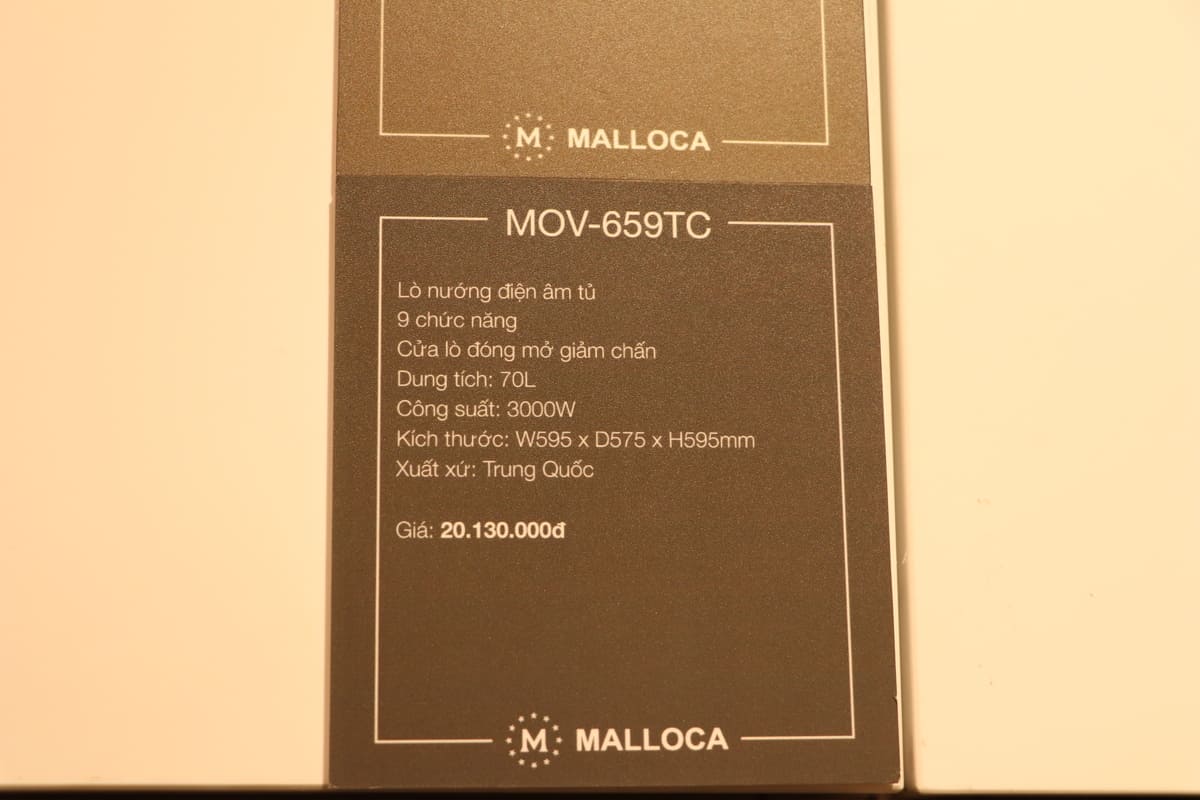 M MALLOCA
MOV-659TC
Lò nướng điện âm tủ
9 chức năng
Cửa lò đóng mở giảm chấn
Dung tích: 70L
Công suất: 3000W
Kích thước: W595 x D575 x H595mm
Xuất xứ: Trung Quốc
Giá: 20.130.000đ
M MALLOCA